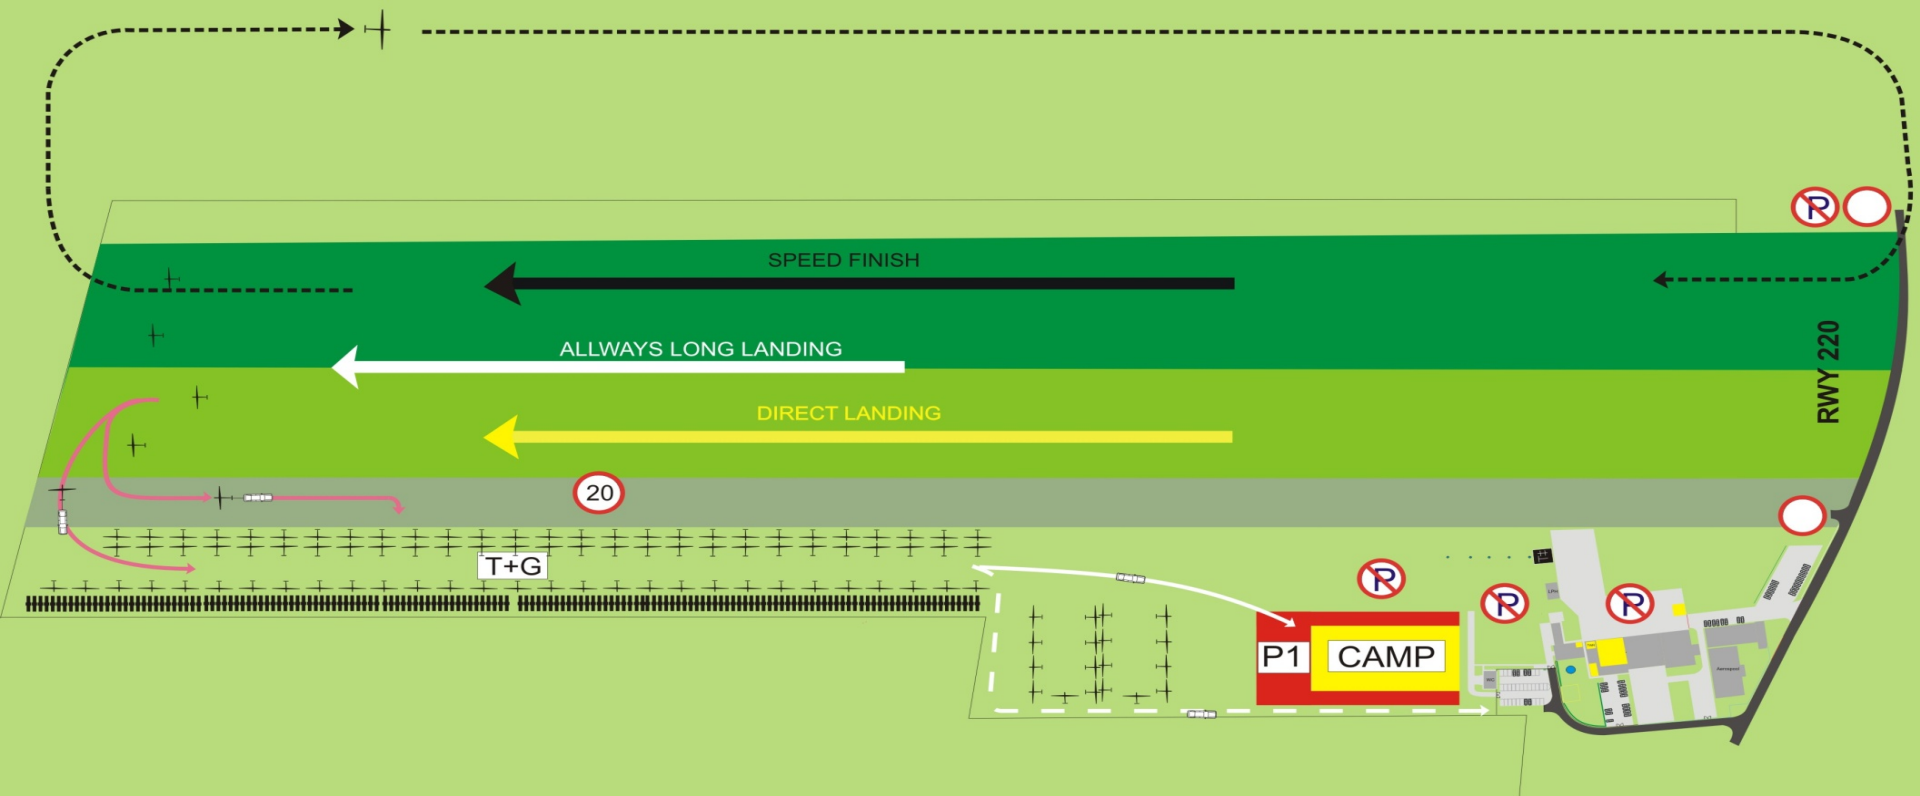 P
SPEED FINISH
ALLWAYS LONG LANDING
RWY 220
DIRECT LANDING
20
T+G
P
P
P
P1
CAMP